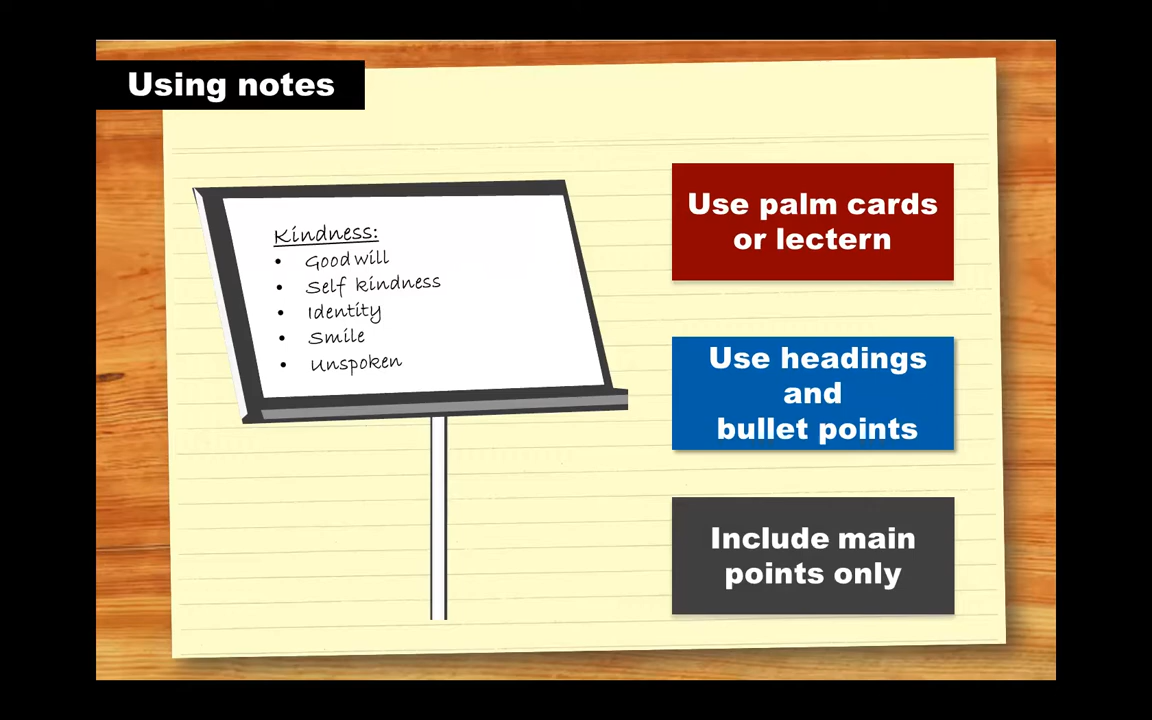 Using notes
Kindness:
• Good will
• Self kindness
• Identity
• Smile
• Unspoken
Use palm cards
or lectern
Use headings
and
bullet points
Include main
points only